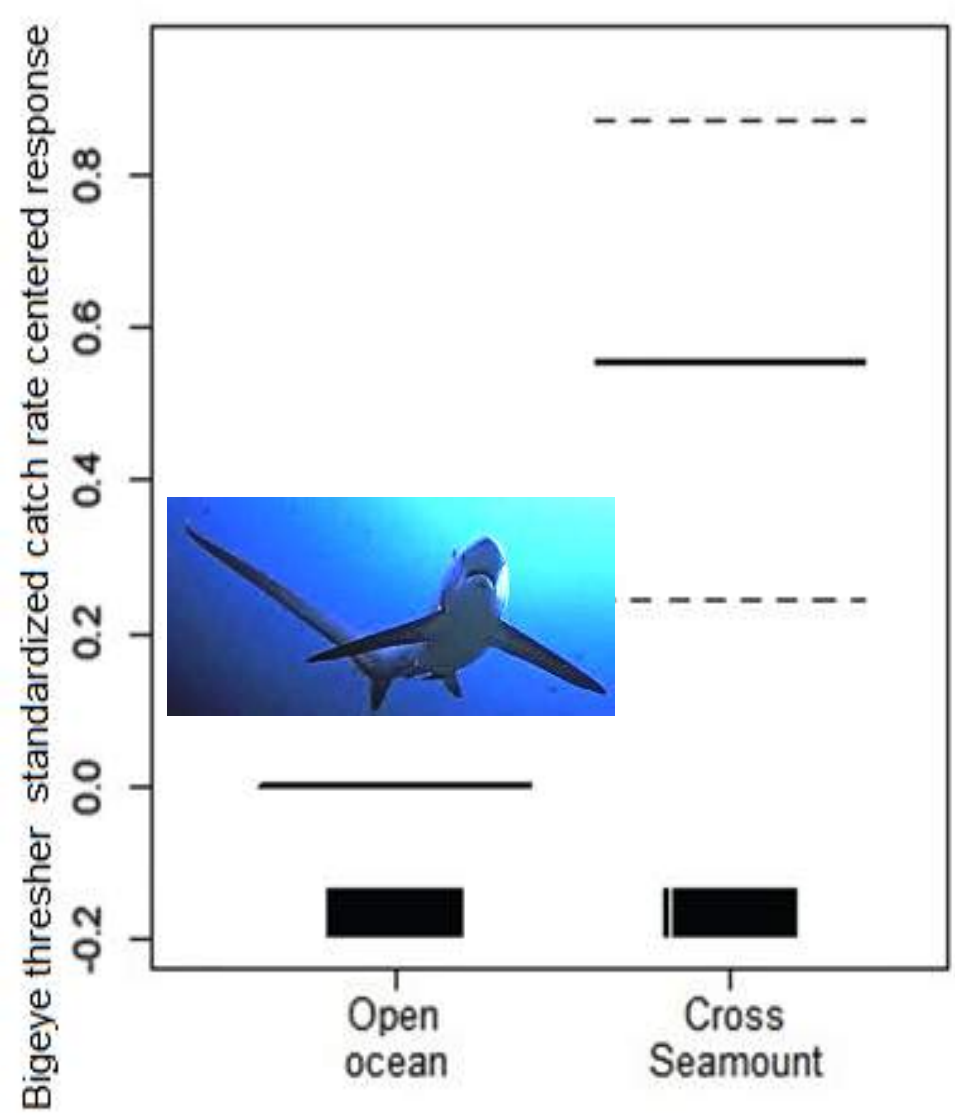 Bigeye thresher standardized catch rate centered response
0.8
0.6
0.4
0.2
0.0
-0.2
Open
ocean
Cross
Seamount